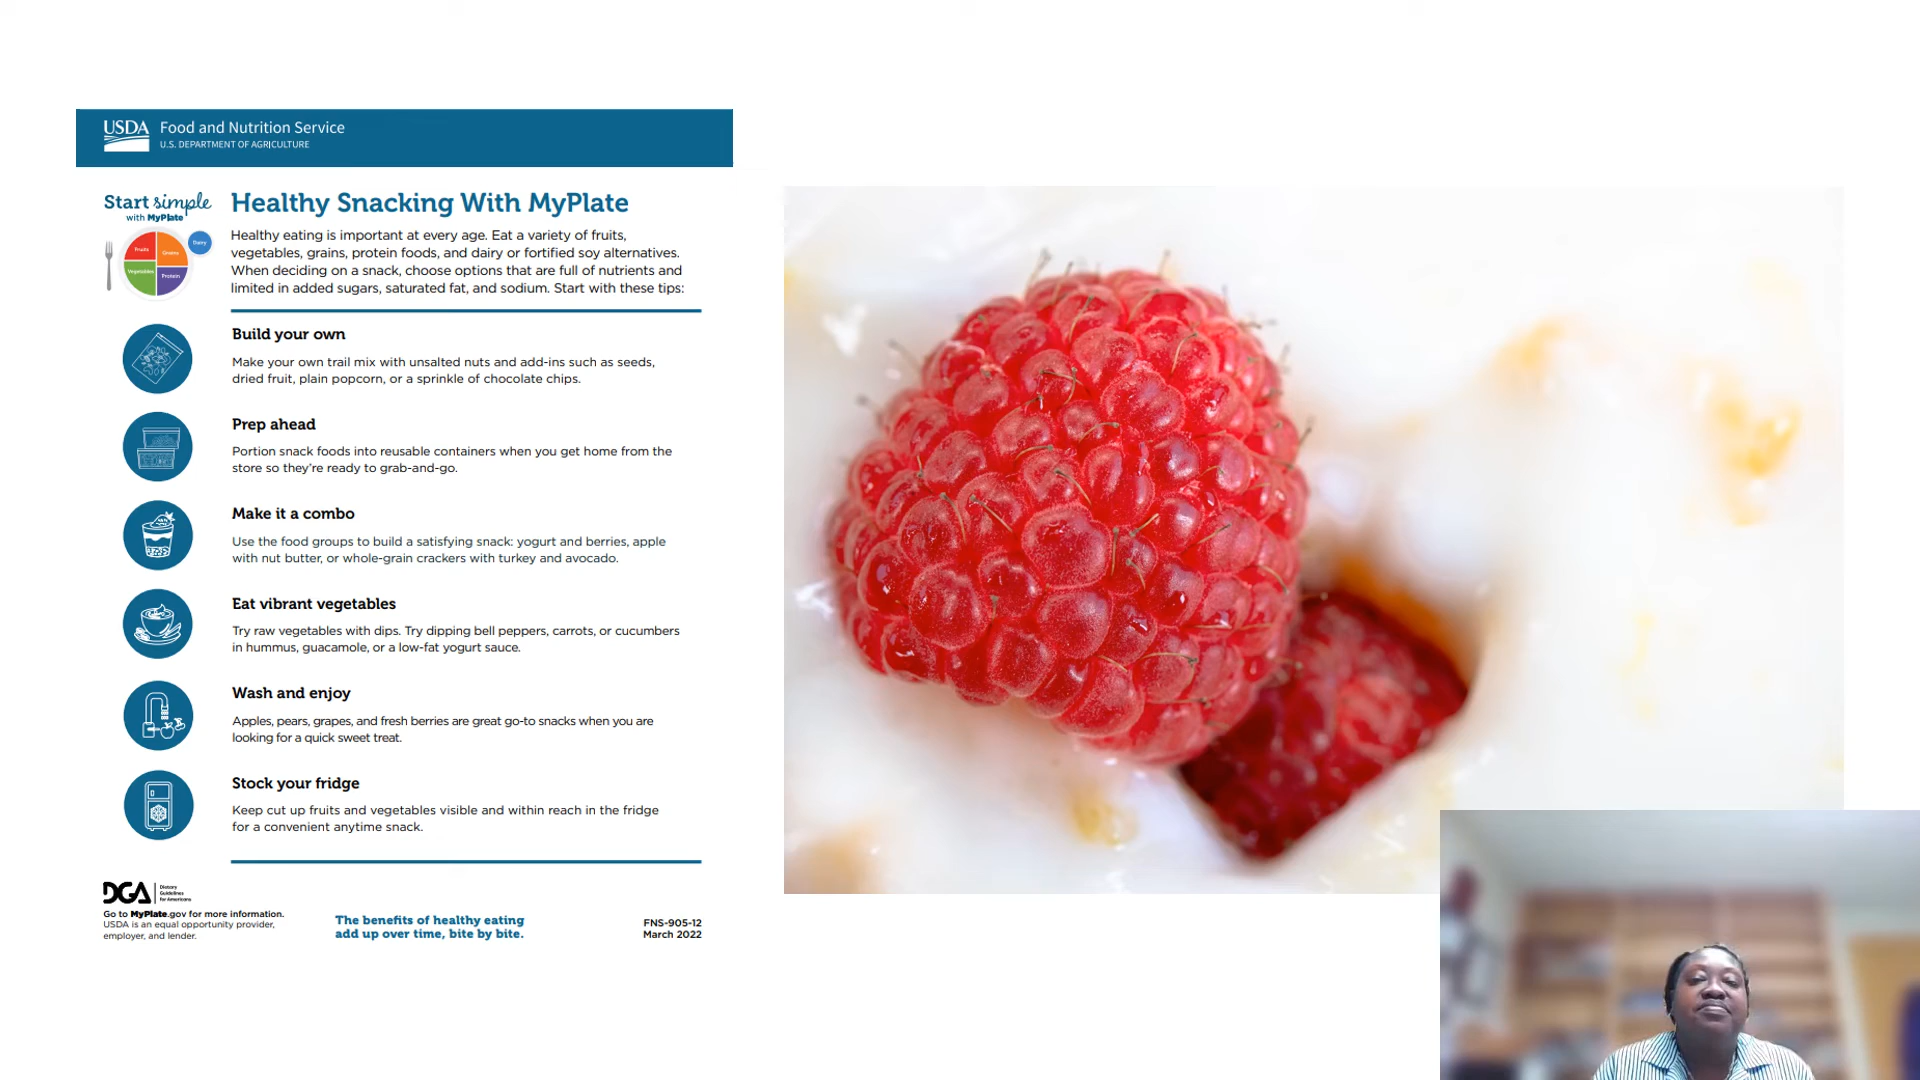 USDA Food and Nutrition Service
U.S. DEPARTMENT OF AGRICULTURE
Start simple
with MyPlate
Fruits
Grains
Vegetables
Protein
Dairy
Healthy Snacking With MyPlate
Healthy eating is important at every age. Eat a variety of fruits,
vegetables, grains, protein foods, and dairy or fortified soy alternatives.
When deciding on a snack, choose options that are full of nutrients and
limited in added sugars, saturated fat, and sodium. Start with these tips:
Build your own
Make your own trail mix with unsalted nuts and add-ins such as seeds,
dried fruit, plain popcorn, or a sprinkle of chocolate chips.
Prep ahead
Portion snack foods into reusable containers when you get home from the
store so they’re ready to grab-and-go.
Make it a combo
Use the food groups to build a satisfying snack: yogurt and berries, apple
with nut butter, or whole-grain crackers with turkey and avocado.
Eat vibrant vegetables
Try raw vegetables with dips. Try dipping bell peppers, carrots, or cucumbers
in hummus, guacamole, or a low-fat yogurt sauce.
Wash and enjoy
Apples, pears, grapes, and fresh berries are great go-to snacks when you are
looking for a quick sweet treat.
Stock your fridge
Keep cut up fruits and vegetables visible and within reach in the fridge
for a convenient anytime snack.
DGA
Dietary
Guidelines
for Americans
Go to MyPlate.gov for more information.
USDA is an equal opportunity provider,
employer, and lender.
The benefits of healthy eating
add up over time, bite by bite.
FNS-905-12
March 2022